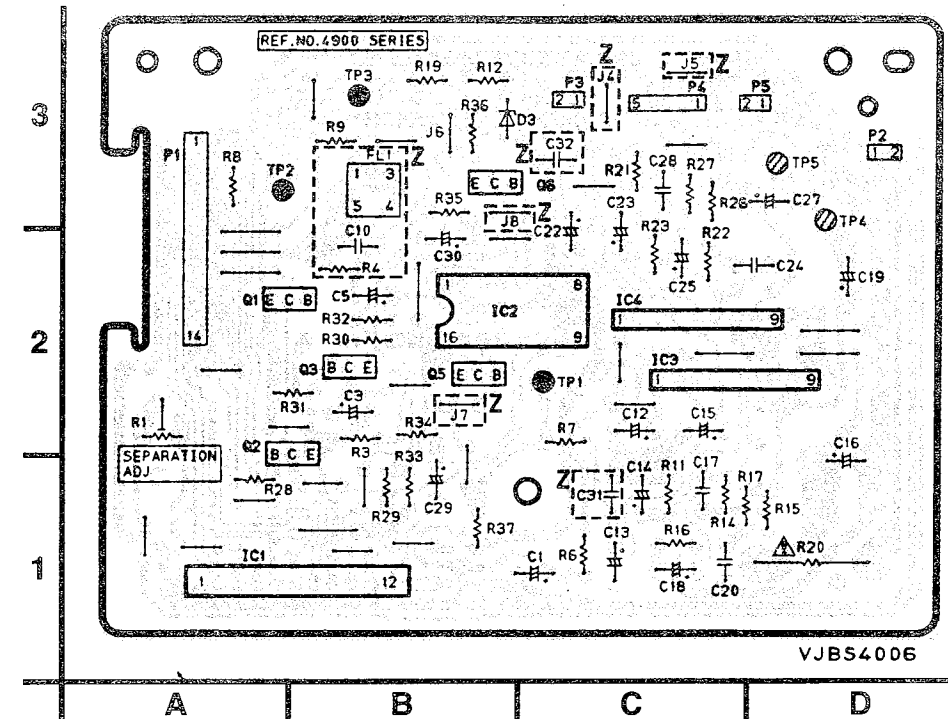 REF.NO.4900 SERIES
TP3
R19
R12
P3
2 1
Z
J4
J5
Z
5
P4
1
P5
2 1
3
R36
D3
J6
R9
P1
1
R8
TP2
FL1
Z
1 3
5 4
C10
R4
Z
C32
E C B
Q6
R21
C28
R27
P2
1 2
TP5
R35
J8
Z
C22
C23
R26
C27
TP4
C30
R23
R22
C25
C24
C19
Q1
E C B
C5
R32
R30
1 8
IC2
16 9
IC4
1 9
2
14
Q3
B C E
Q5
E C B
TP1
IC3
1 9
R31
C3
J7
Z
R1
R3
R34
R7
C12
C15
SEPARATION
ADJ
Q2
B C E
R33
C16
R28
R29
C29
Z
C31
C14
R11
C17
R17
R14
R15
R37
C13
R16
R20
1
IC1
1 12
C1
R6
C18
C20
VJBS4006
A B C D